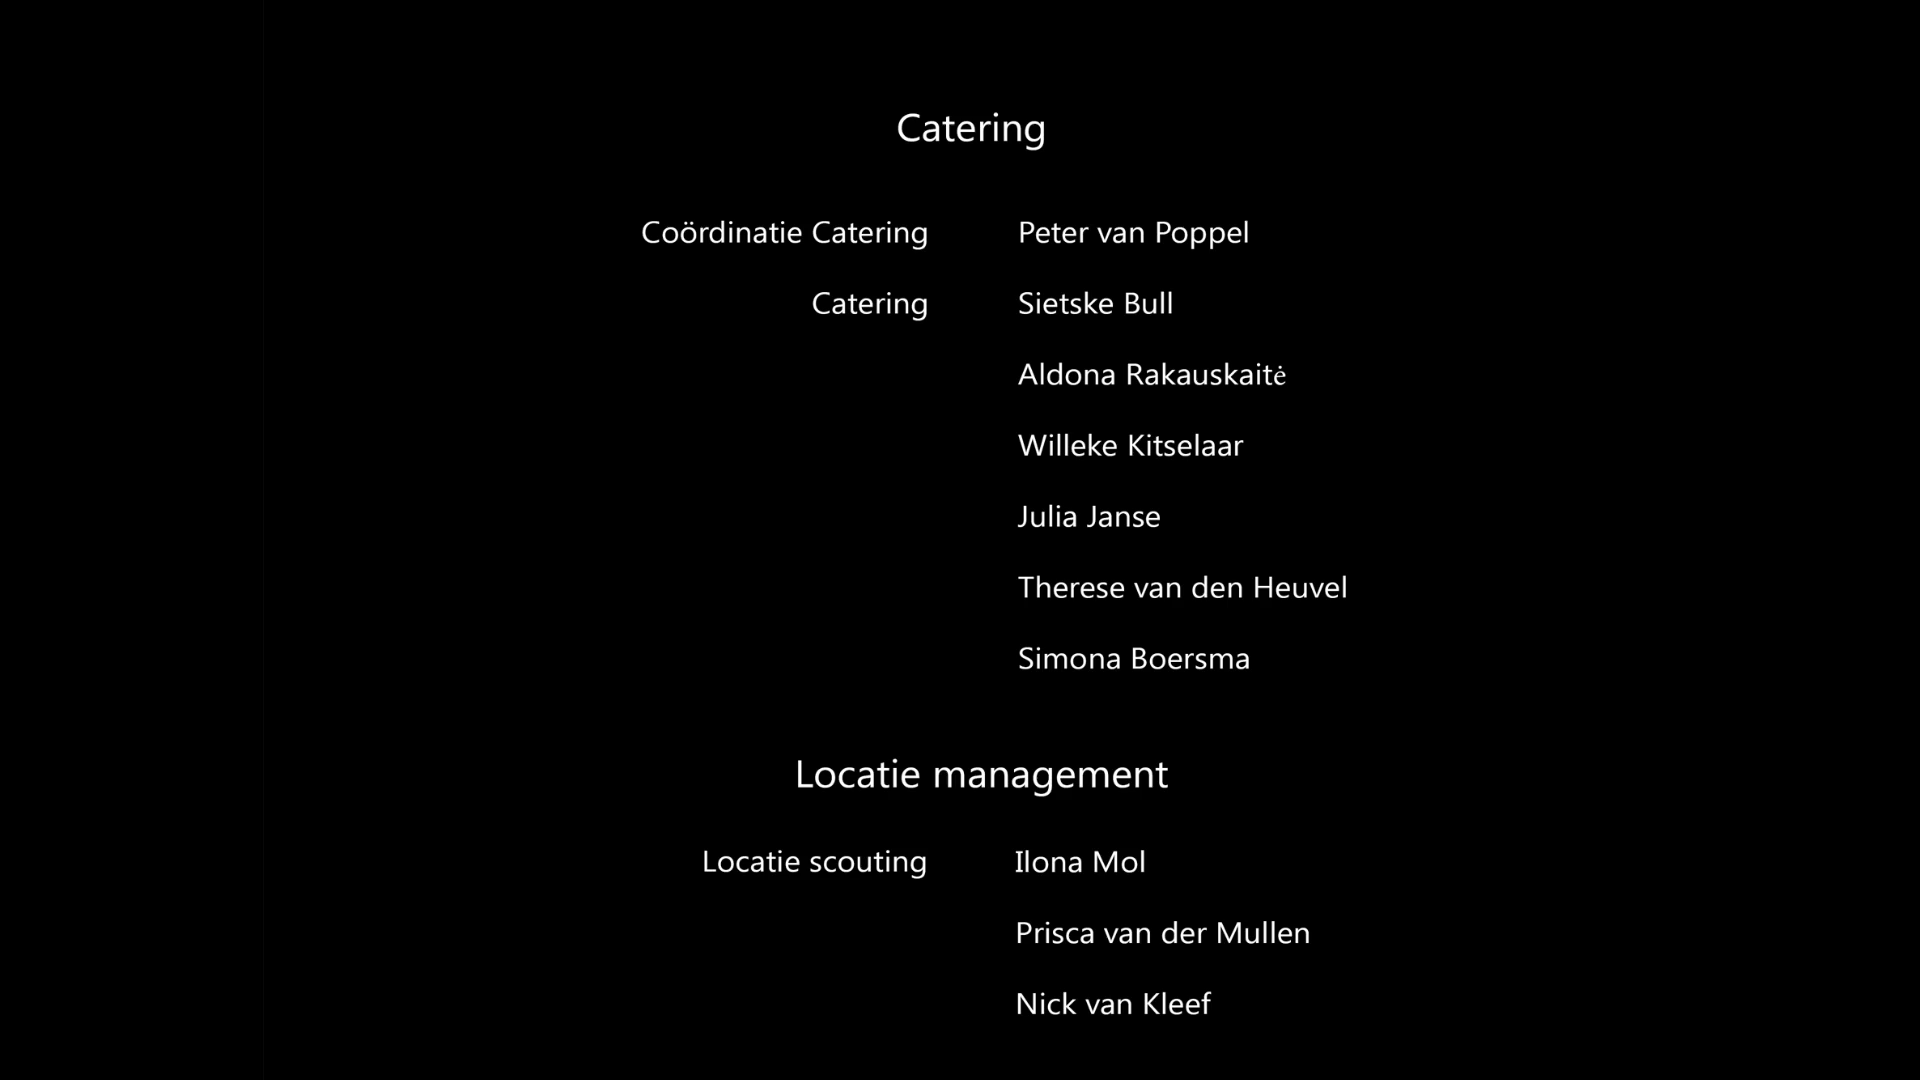 Catering
Coördinatie Catering Peter van Poppel
Catering Sietske Bull
Aldona Rakauskaitė
Willeke Kitselaar
Julia Janse
Therese van den Heuvel
Simona Boersma
Locatie management
Locatie scouting Ilona Mol
Prisca van der Mullen
Nick van Kleef